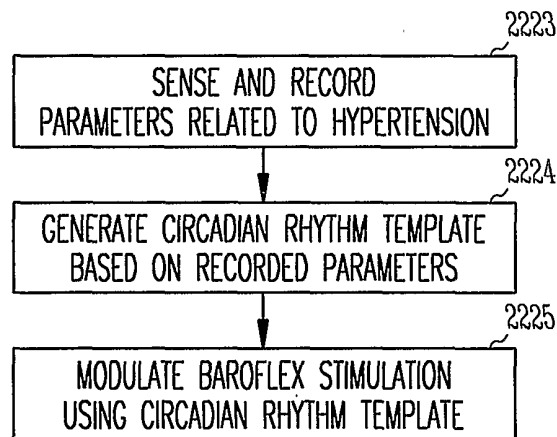 2223
SENSE AND RECORD
PARAMETERS RELATED TO HYPERTENSION
2224
GENERATE CIRCADIAN RHYTHM TEMPLATE
BASED ON RECORDED PARAMETERS
2225
MODULATE BAROFLEX STIMULATION
USING CIRCADIAN RHYTHM TEMPLATE